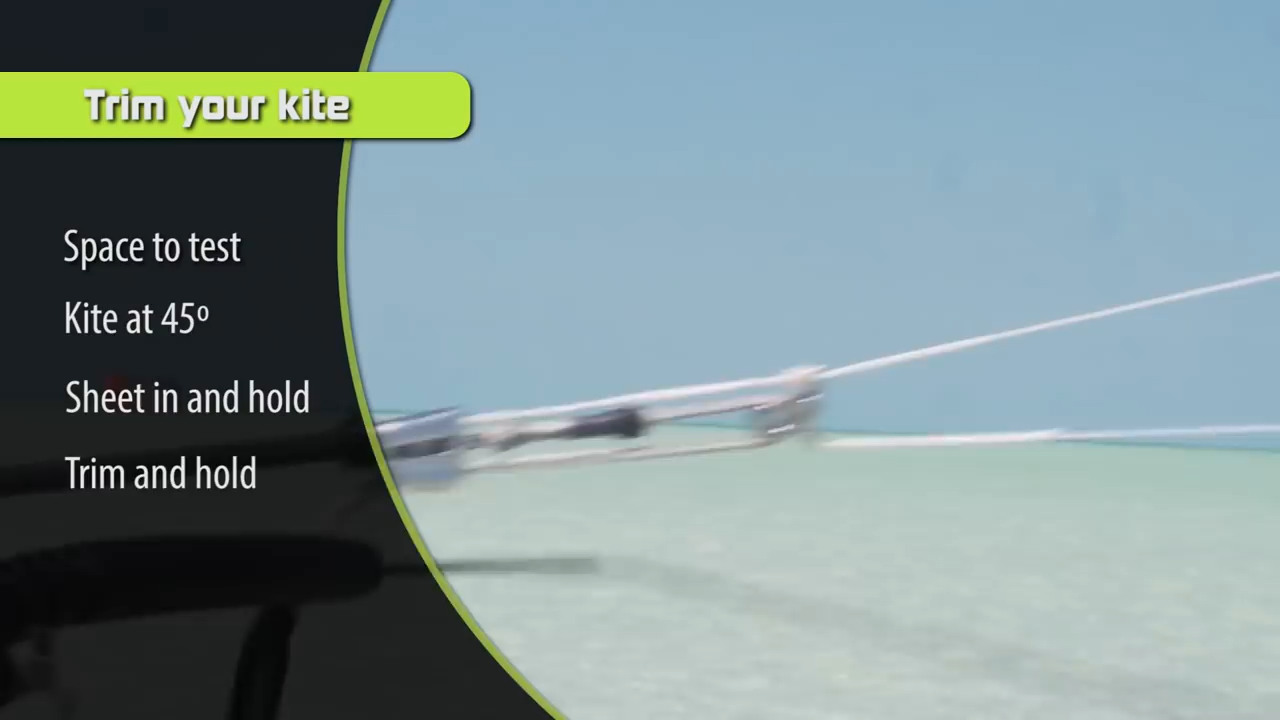 Trim your kite
Space to test
Kite at 45º
Sheet in and hold
Trim and hold